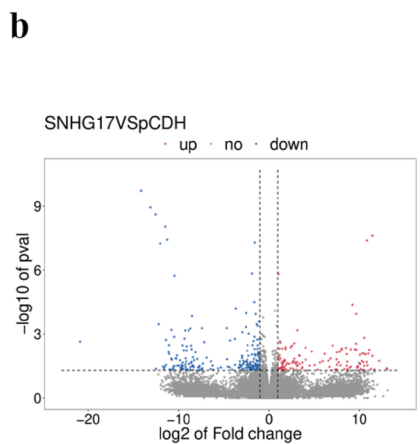 b
SNHG17VSpCDH
up no down
9
6
3
0
−20 −10 0 10
−log10 of pval
log2 of Fold change